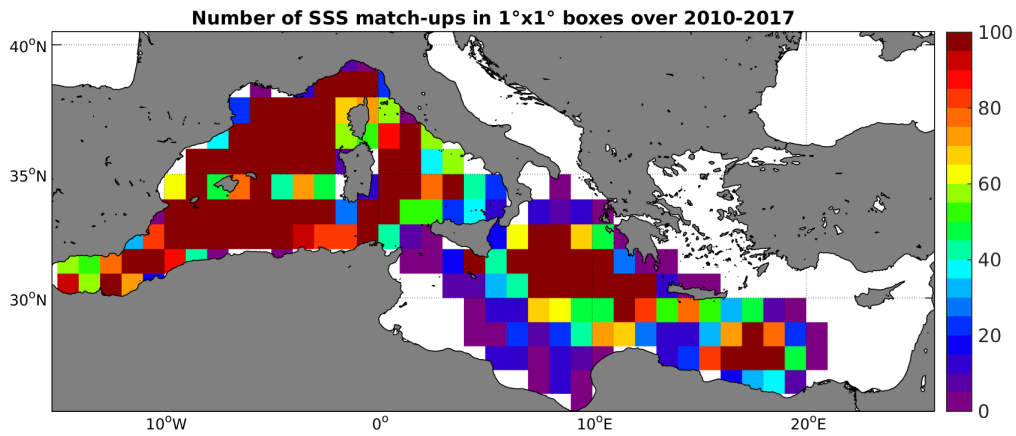 Number of SSS match-ups in 1°x1° boxes over 2010-2017
40°N
35°N
30°N
10°W
0°
10°E
20°E
100
80
60
40
20
0